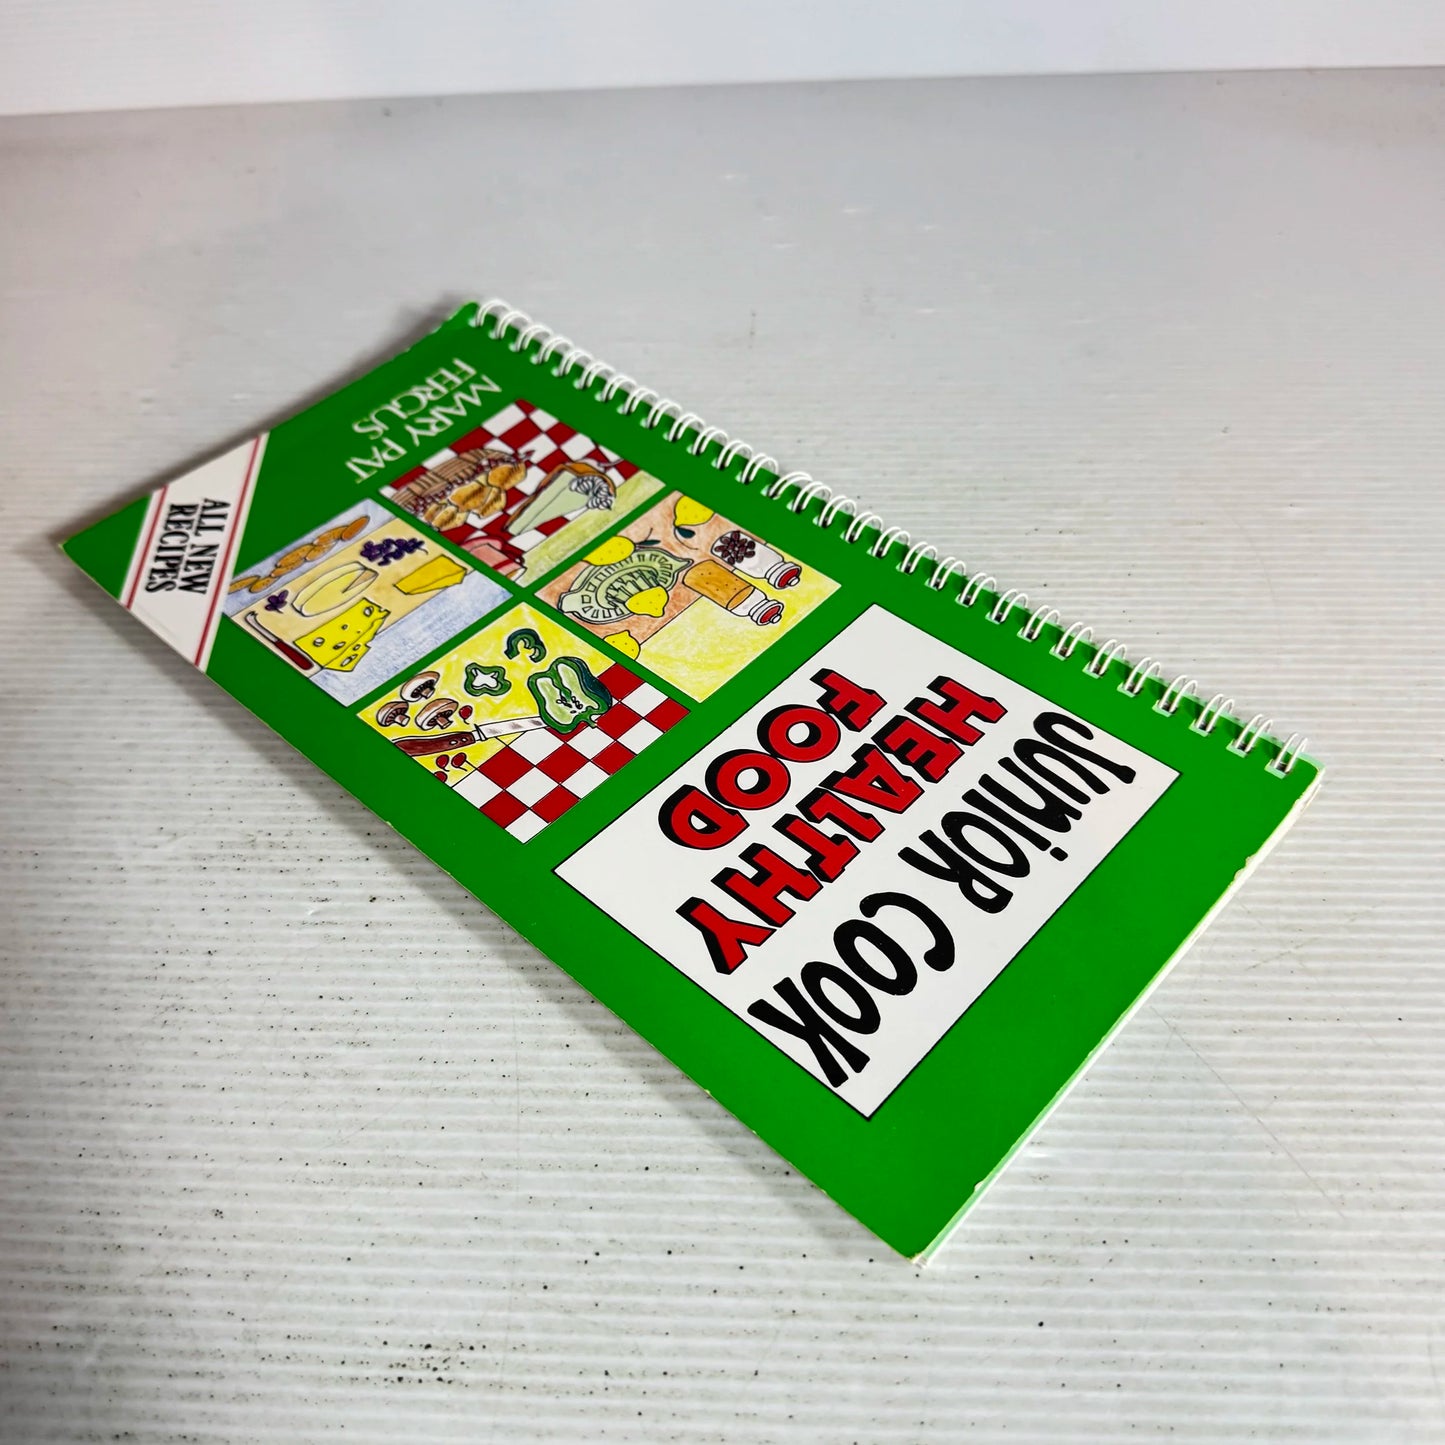 JUNIOR COOK
HEALTHY
FOOD
MARY PAT
FERGUS
ALL NEW
RECIPES